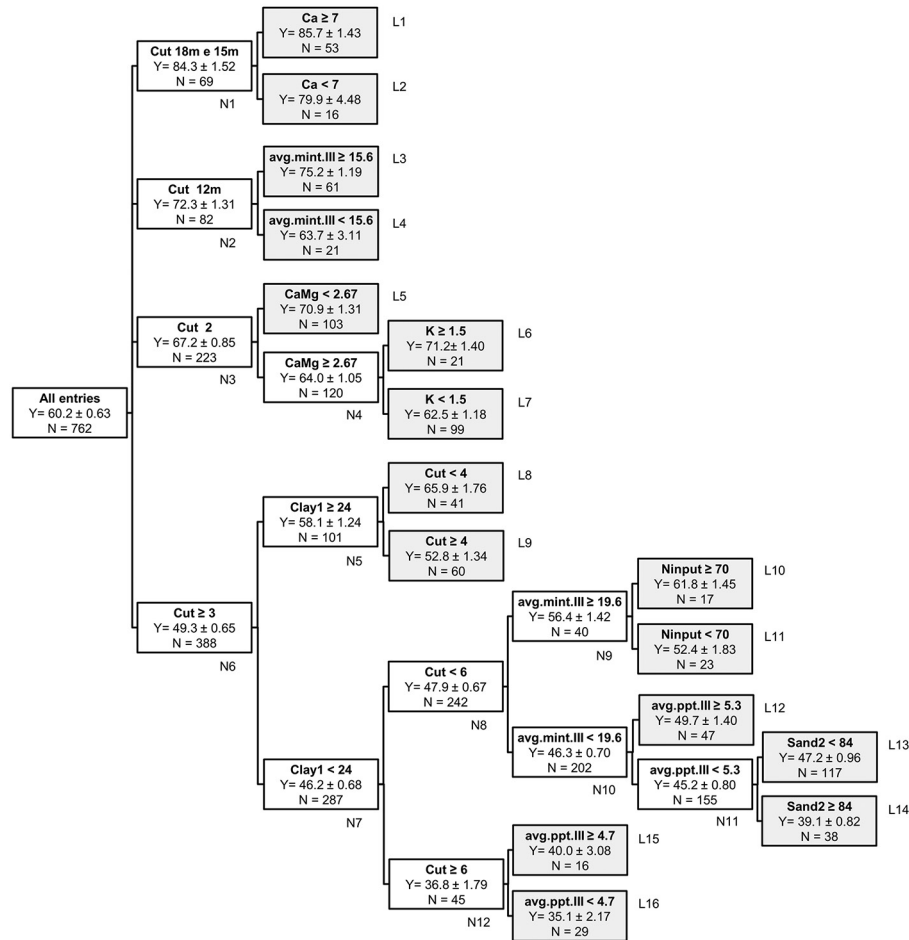 All entries
Y= 60.2 ± 0.63
N = 762
Cut 18m e 15m
Y= 84.3 ± 1.52
N = 69
N1
Ca ≥ 7
Y= 85.7 ± 1.43
N = 53
L1
Ca < 7
Y= 79.9 ± 4.48
N = 16
L2
Cut 12m
Y= 72.3 ± 1.31
N = 82
N2
avg.mint.III ≥ 15.6
Y= 75.2 ± 1.19
N = 61
L3
avg.mint.III < 15.6
Y= 63.7 ± 3.11
N = 21
L4
Cut 2
Y= 67.2 ± 0.85
N = 223
N3
CaMg < 2.67
Y= 70.9 ± 1.31
N = 103
L5
CaMg ≥ 2.67
Y= 64.0 ± 1.05
N = 120
N4
K ≥ 1.5
Y= 71.2± 1.40
N = 21
L6
K < 1.5
Y= 62.5 ± 1.18
N = 99
L7
Cut ≥ 3
Y= 49.3 ± 0.65
N = 388
N6
Clay1 ≥ 24
Y= 58.1 ± 1.24
N = 101
N5
Cut < 4
Y= 65.9 ± 1.76
N = 41
L8
Cut ≥ 4
Y= 52.8 ± 1.34
N = 60
L9
Clay1 < 24
Y= 46.2 ± 0.68
N = 287
N7
Cut < 6
Y= 47.9 ± 0.67
N = 242
N8
avg.mint.III ≥ 19.6
Y= 56.4 ± 1.42
N = 40
N9
Ninput ≥ 70
Y= 61.8 ± 1.45
N = 17
L10
Ninput < 70
Y= 52.4 ± 1.83
N = 23
L11
avg.mint.III < 19.6
Y= 46.3 ± 0.70
N = 202
N10
avg.ppt.III ≥ 5.3
Y= 49.7 ± 1.40
N = 47
L12
avg.ppt.III < 5.3
Y= 45.2 ± 0.80
N = 155
N11
Sand2 < 84
Y= 47.2 ± 0.96
N = 117
L13
Sand2 ≥ 84
Y= 39.1 ± 0.82
N = 38
L14
Cut ≥ 6
Y= 36.8 ± 1.79
N = 45
N12
avg.ppt.III ≥ 4.7
Y= 40.0 ± 3.08
N = 16
L15
avg.ppt.III < 4.7
Y= 35.1 ± 2.17
N = 29
L16